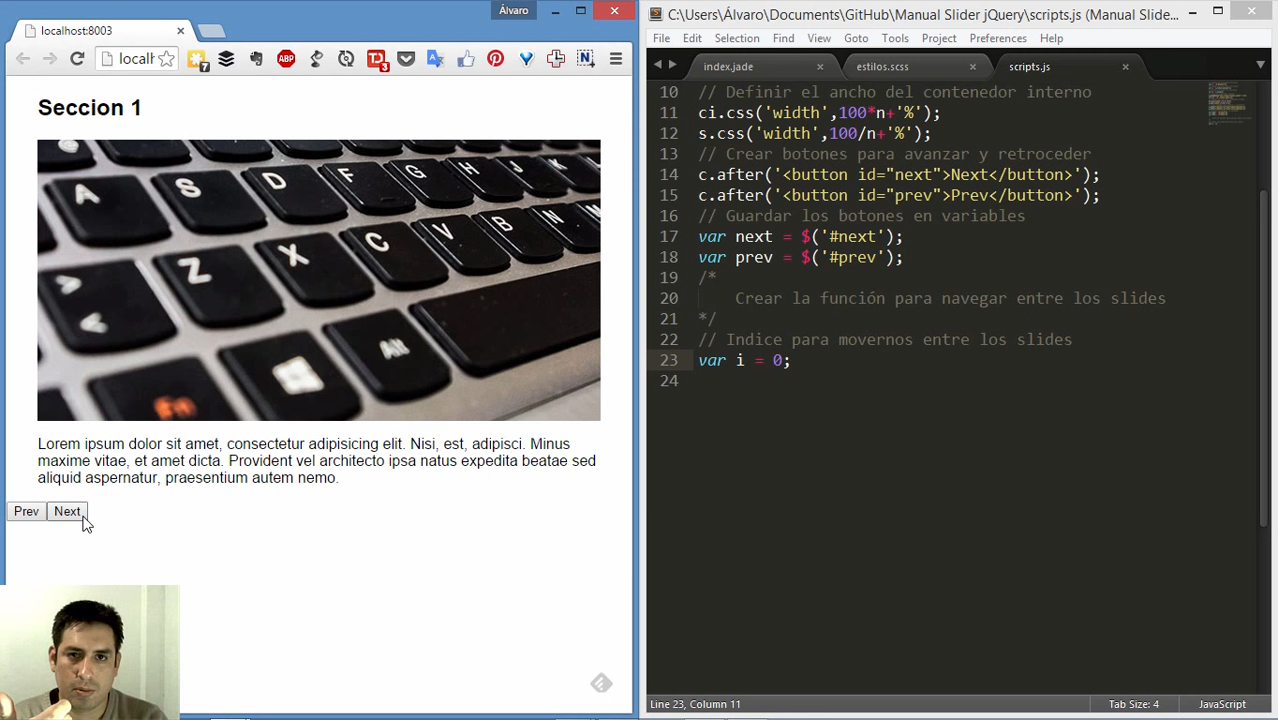 Álvaro
localhost:8003
localh
7
ABP
TD
3
N
Seccion 1
A S D F G H J K
Z X C V B N
Alt
Fn
Lorem ipsum dolor sit amet, consectetur adipisicing elit. Nisi, est, adipisci. Minus
maxime vitae, et amet dicta. Provident vel architecto ipsa natus expedita beatae sed
aliquid aspernatur, praesentium autem nemo.
Prev Next
C:\Users\Álvaro\Documents\GitHub\Manual Slider jQuery\scripts.js (Manual Slide...
File Edit Selection Find View Goto Tools Project Preferences Help
index.jade estilos.scss scripts.js
10 // Definir el ancho del contenedor interno
11 ci.css('width',100*n+'%');
12 s.css('width',100/n+'%');
13 // Crear botones para avanzar y retroceder
14 c.after('<button id="next">Next</button>');
15 c.after('<button id="prev">Prev</button>');
16 // Guardar los botones en variables
17 var next = $('#next');
18 var prev = $('#prev');
19 /*
20 Crear la función para navegar entre los slides
21 */
22 // Indice para movernos entre los slides
23 var i = 0;
24
Line 23, Column 11 Tab Size: 4 JavaScript